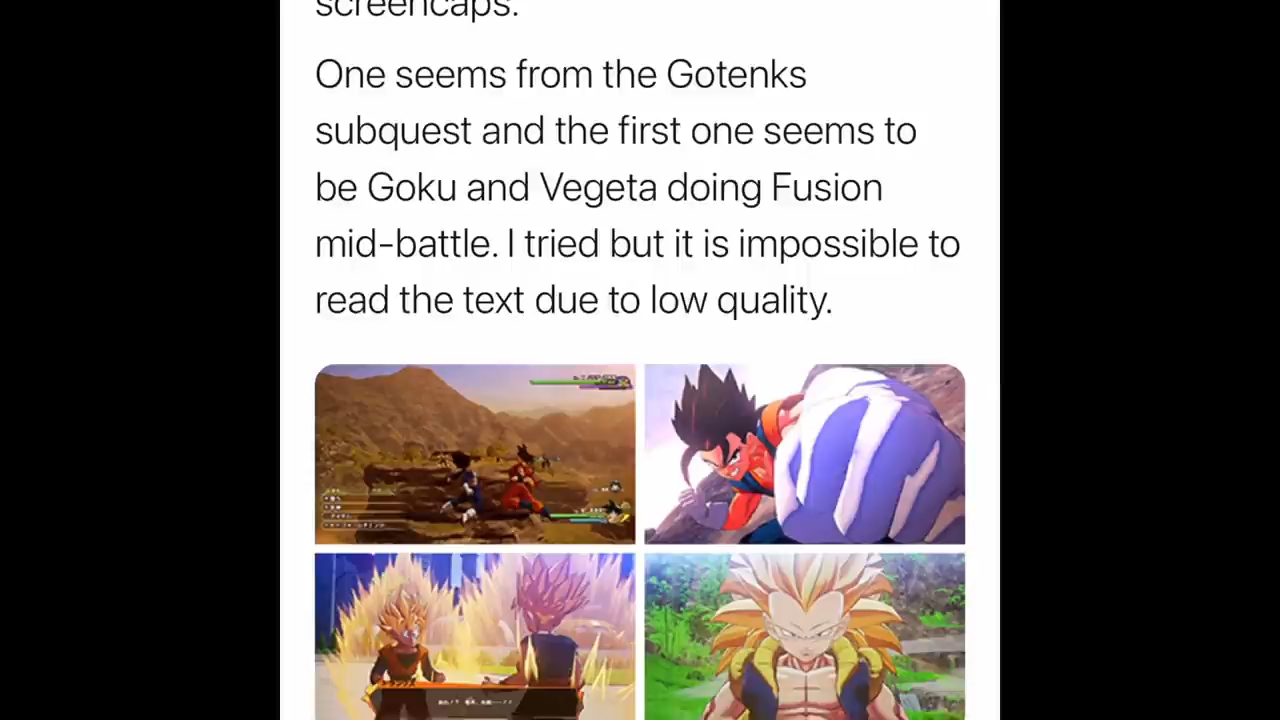 screencaps.
One seems from the Gotenks
subquest and the first one seems to
be Goku and Vegeta doing Fusion
mid-battle. I tried but it is impossible to
read the text due to low quality.